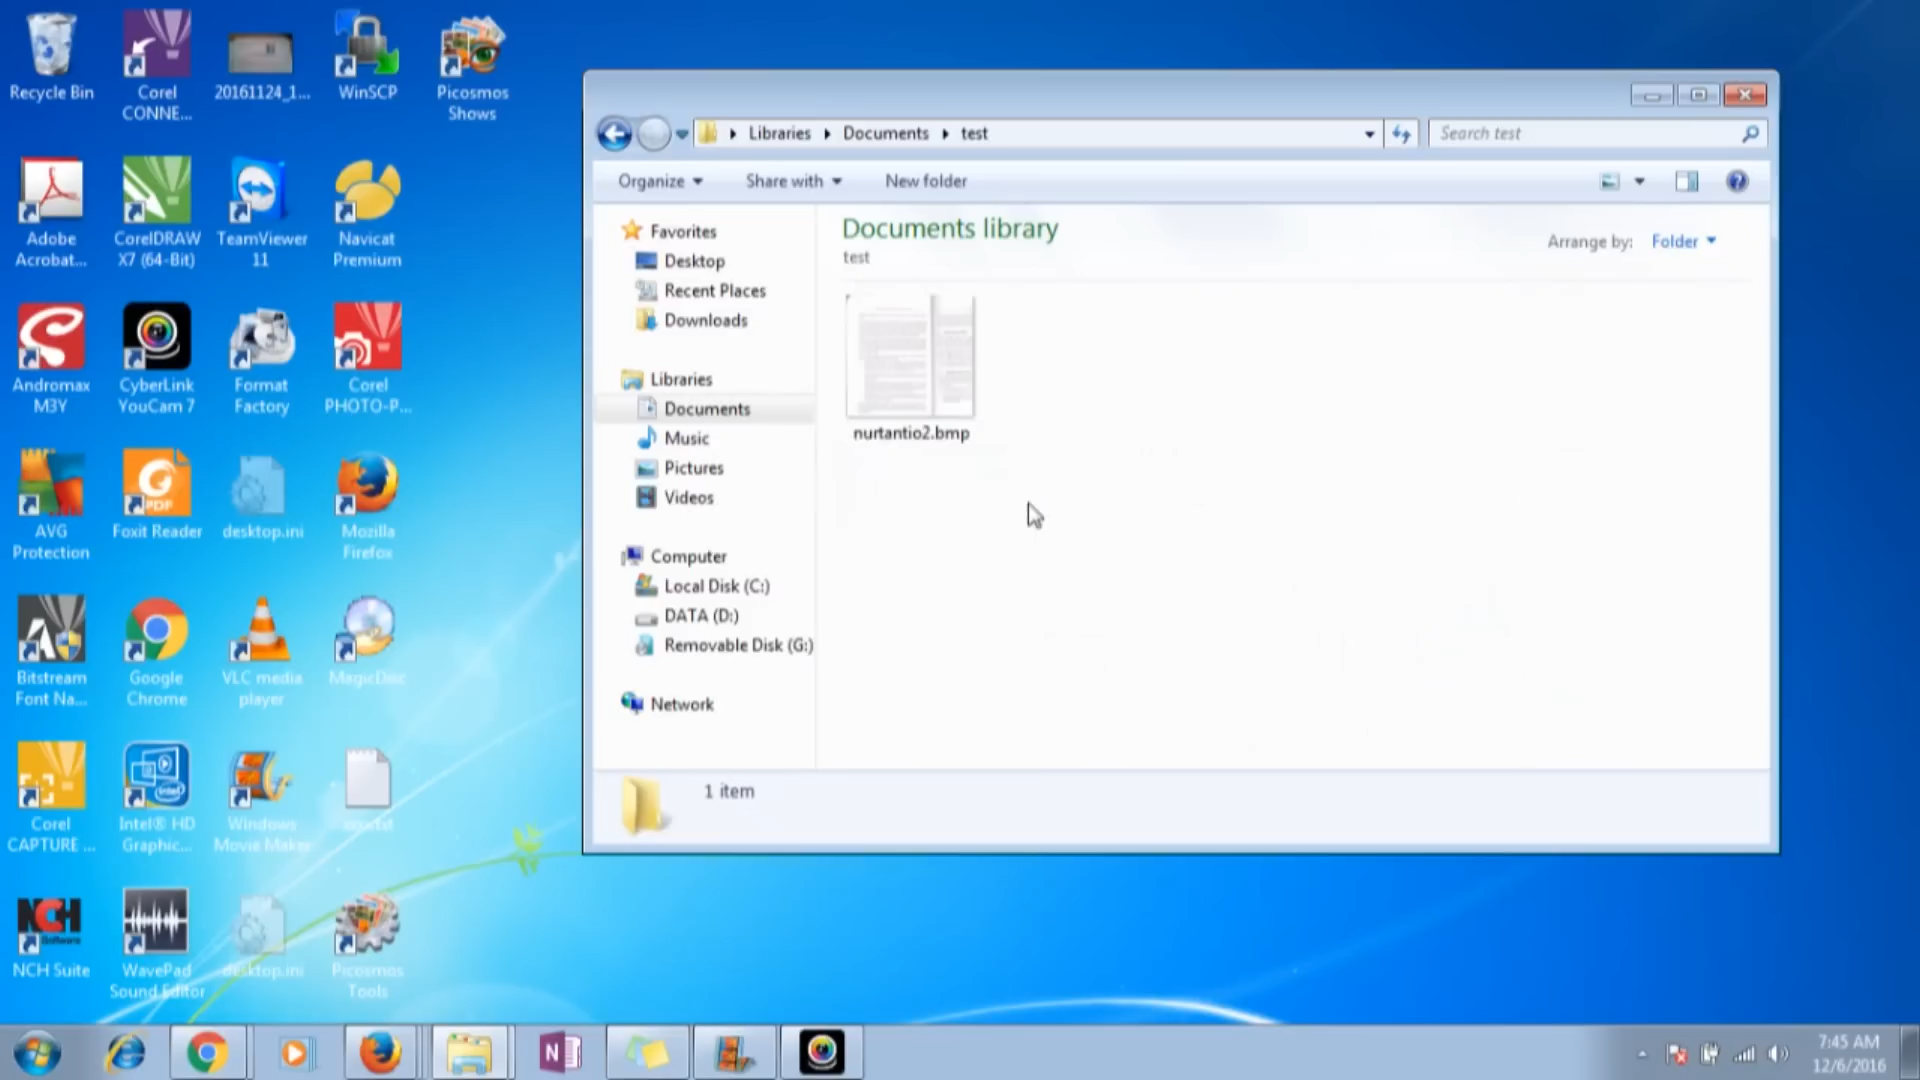 Recycle Bin
Corel
CONNE...
20161124_1...
WinSCP
Picosmos
Shows
Adobe
Acrobat...
CorelDRAW
X7 (64-Bit)
TeamViewer
11
Navicat
Premium
Andromax
M3Y
CyberLink
YouCam 7
Format
Factory
Corel
PHOTO-P...
AVG
Protection
PDF
Foxit Reader
desktop.ini
Mozilla
Firefox
Bitstream
Font Na...
Google
Chrome
VLC media
player
MagicDisc
Corel
CAPTURE ...
Intel® HD
Graphic...
Windows
Movie Maker
NCH
Software
NCH Suite
WavePad
Sound Editor
desktop.ini
Picosmos
Tools
Libraries
Documents
test
Search test
Organize
Share with
New folder
Favorites
Desktop
Recent Places
Downloads
Libraries
Documents
Music
Pictures
Videos
Computer
Local Disk (C:)
DATA (D:)
Removable Disk (G:)
Network
Documents library
test
Arrange by: Folder
nurtantio2.bmp
1 item
7:45 AM
12/6/2016